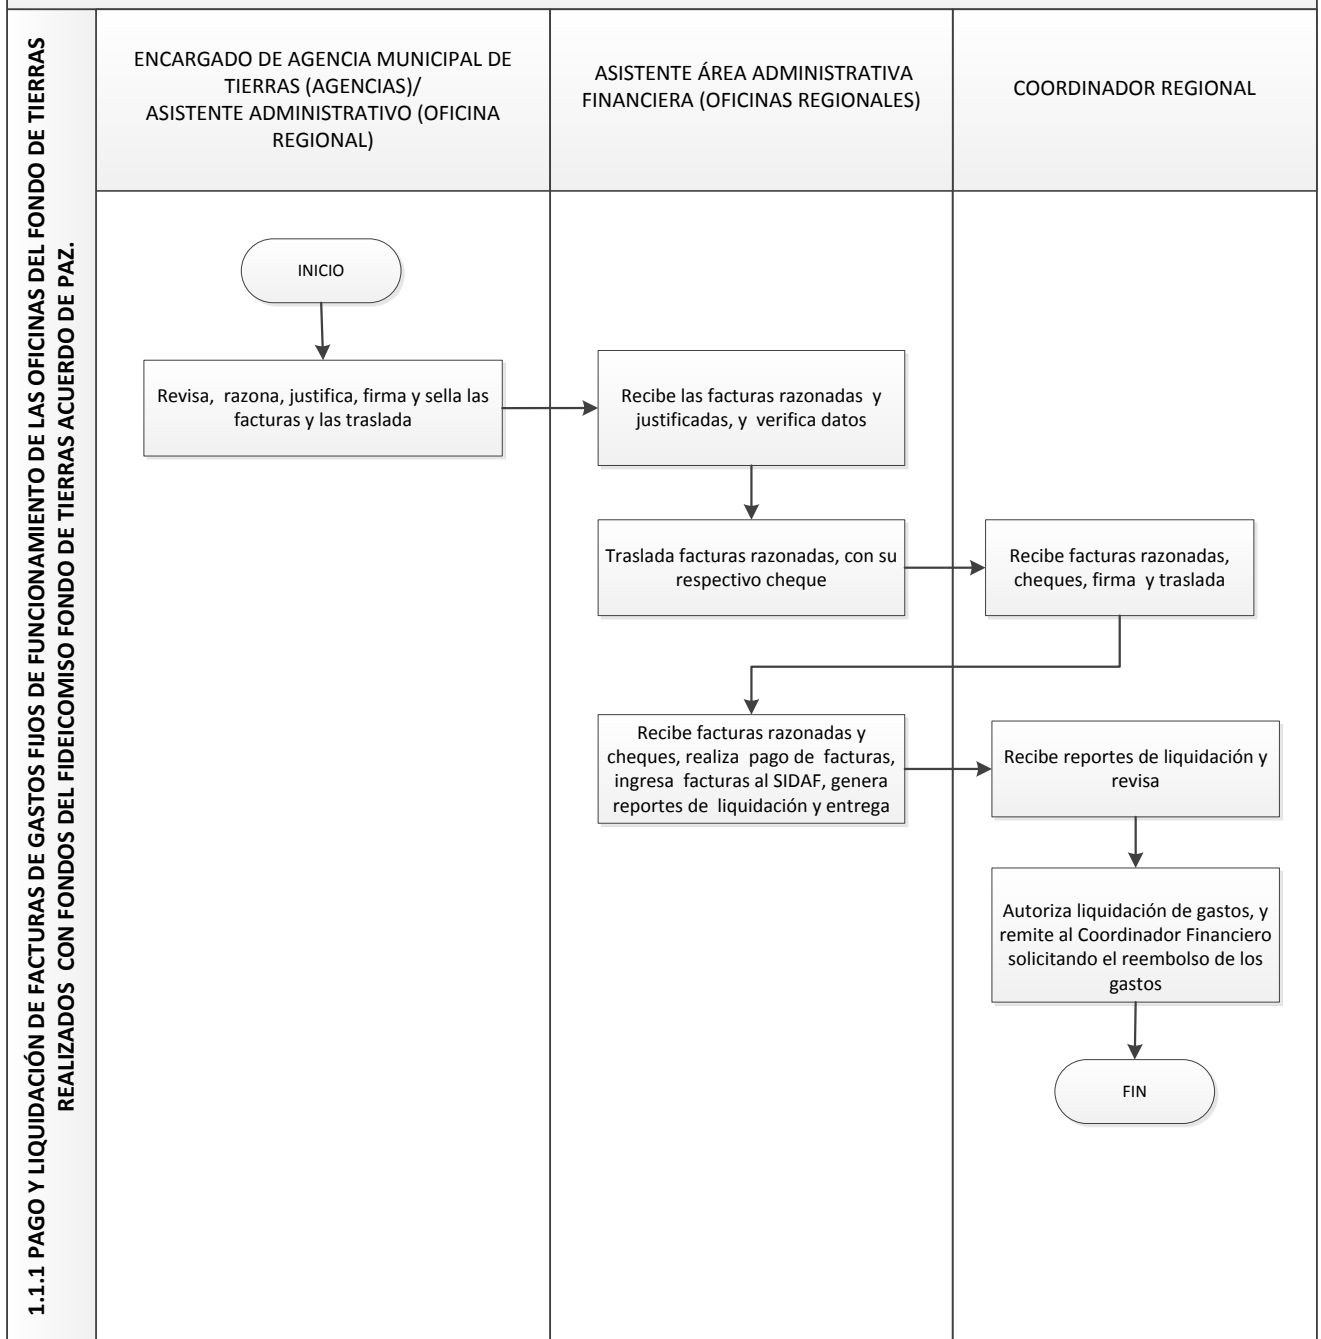 1.1.1 PAGO Y LIQUIDACIÓN DE FACTURAS DE GASTOS FIJOS DE FUNCIONAMIENTO DE LAS OFICINAS DEL FONDO DE TIERRAS
REALIZADOS CON FONDOS DEL FIDEICOMISO FONDO DE TIERRAS ACUERDO DE PAZ.
ENCARGADO DE AGENCIA MUNICIPAL DE
TIERRAS (AGENCIAS)/
ASISTENTE ADMINISTRATIVO (OFICINA
REGIONAL)
ASISTENTE ÁREA ADMINISTRATIVA
FINANCIERA (OFICINAS REGIONALES)
COORDINADOR REGIONAL
INICIO
Revisa, razona, justifica, firma y sella las
facturas y las traslada
Recibe las facturas razonadas y
justificadas, y verifica datos
Traslada facturas razonadas, con su
respectivo cheque
Recibe facturas razonadas,
cheques, firma y traslada
Recibe facturas razonadas y
cheques, realiza pago de facturas,
ingresa facturas al SIDAF, genera
reportes de liquidación y entrega
Recibe reportes de liquidación y
revisa
Autoriza liquidación de gastos, y
remite al Coordinador Financiero
solicitando el reembolso de los
gastos
FIN